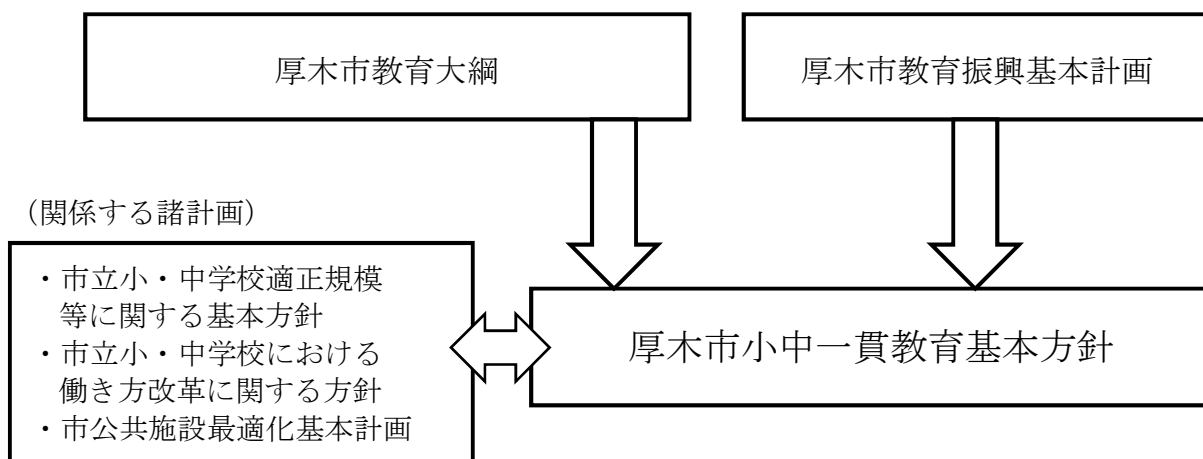 厚木市教育大綱
厚木市教育振興基本計画
（関係する諸計画）
・市立小・中学校適正規模
等に関する基本方針
・市立小・中学校における
働き方改革に関する方針
・市公共施設最適化基本計画
厚木市小中一貫教育基本方針